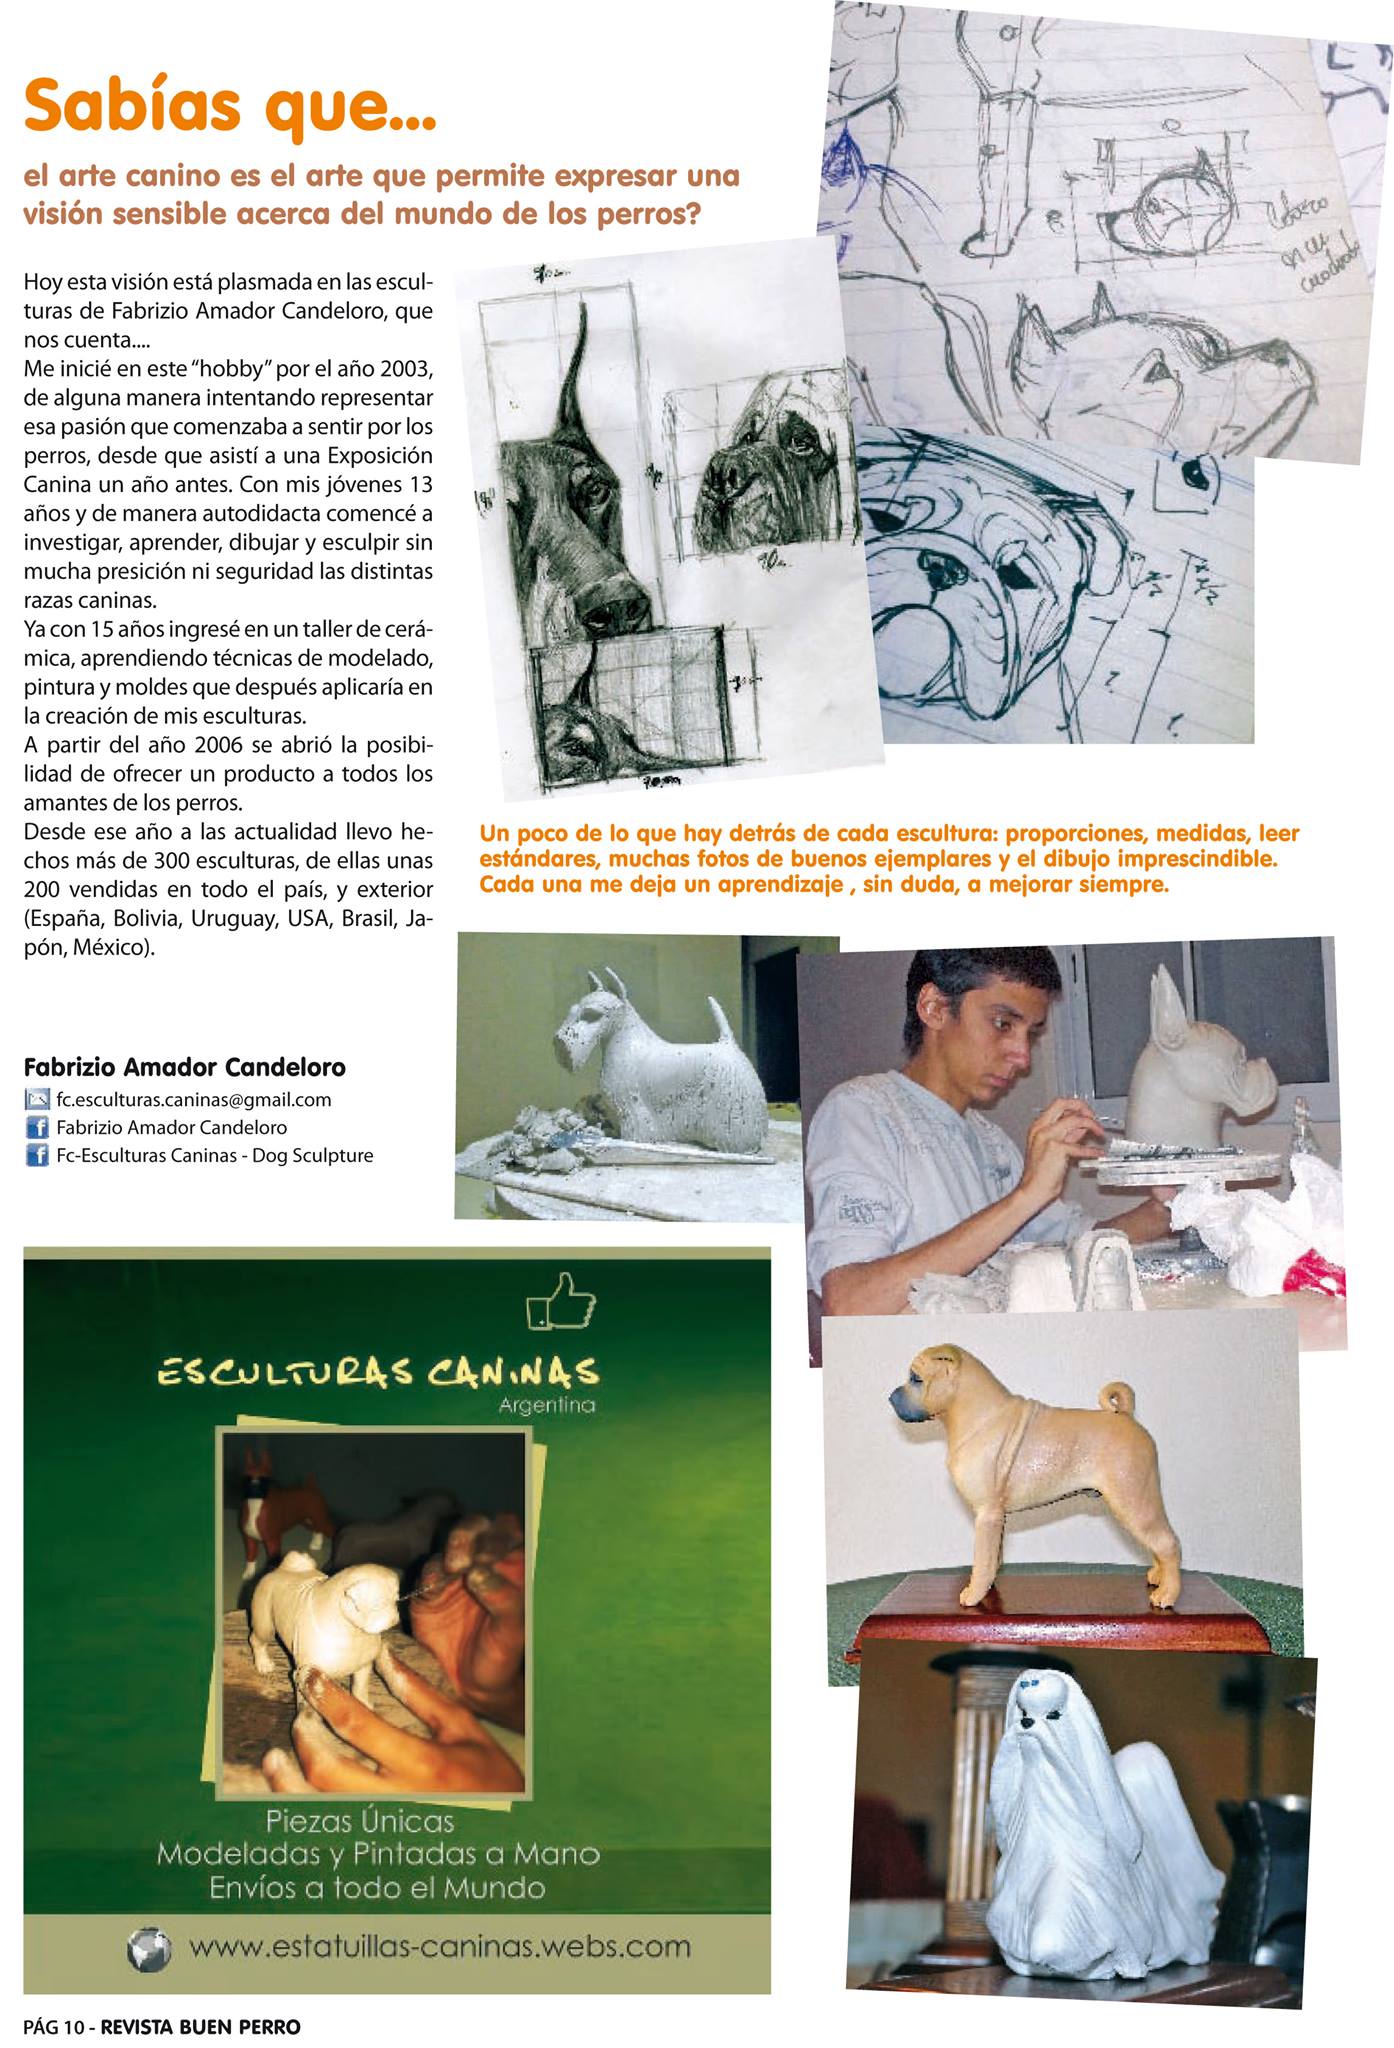 Sabías que...
el arte canino es el arte que permite expresar una
visión sensible acerca del mundo de los perros?
Hoy esta visión está plasmada en las escul-
turas de Fabrizio Amador Candeloro, que
nos cuenta....
Me inicié en este “hobby” por el año 2003,
de alguna manera intentando representar
esa pasión que comenzaba a sentir por los
perros, desde que asistí a una Exposición
Canina un año antes. Con mis jóvenes 13
años y de manera autodidacta comencé a
investigar, aprender, dibujar y esculpir sin
mucha presición ni seguridad las distintas
razas caninas.
Ya con 15 años ingresé en un taller de cerá-
mica, aprendiendo técnicas de modelado,
pintura y moldes que después aplicaría en
la creación de mis esculturas.
A partir del año 2006 se abrió la posibi-
lidad de ofrecer un producto a todos los
amantes de los perros.
Desde ese año a las actualidad llevo he-
chos más de 300 esculturas, de ellas unas
200 vendidas en todo el país, y exterior
(España, Bolivia, Uruguay, USA, Brasil, Ja-
pón, México).
Un poco de lo que hay detrás de cada escultura: proporciones, medidas, leer
estándares, muchas fotos de buenos ejemplares y el dibujo imprescindible.
Cada una me deja un aprendizaje , sin duda, a mejorar siempre.
Fabrizio Amador Candeloro
fc.esculturas.caninas@gmail.com
Fabrizio Amador Candeloro
Fc-Esculturas Caninas - Dog Sculpture
ESCULTURAS CANINAS
Argentina
Piezas Únicas
Modeladas y Pintadas a Mano
Envíos a todo el Mundo
www.estatuillas-caninas.webs.com
PÁG 10 - REVISTA BUEN PERRO